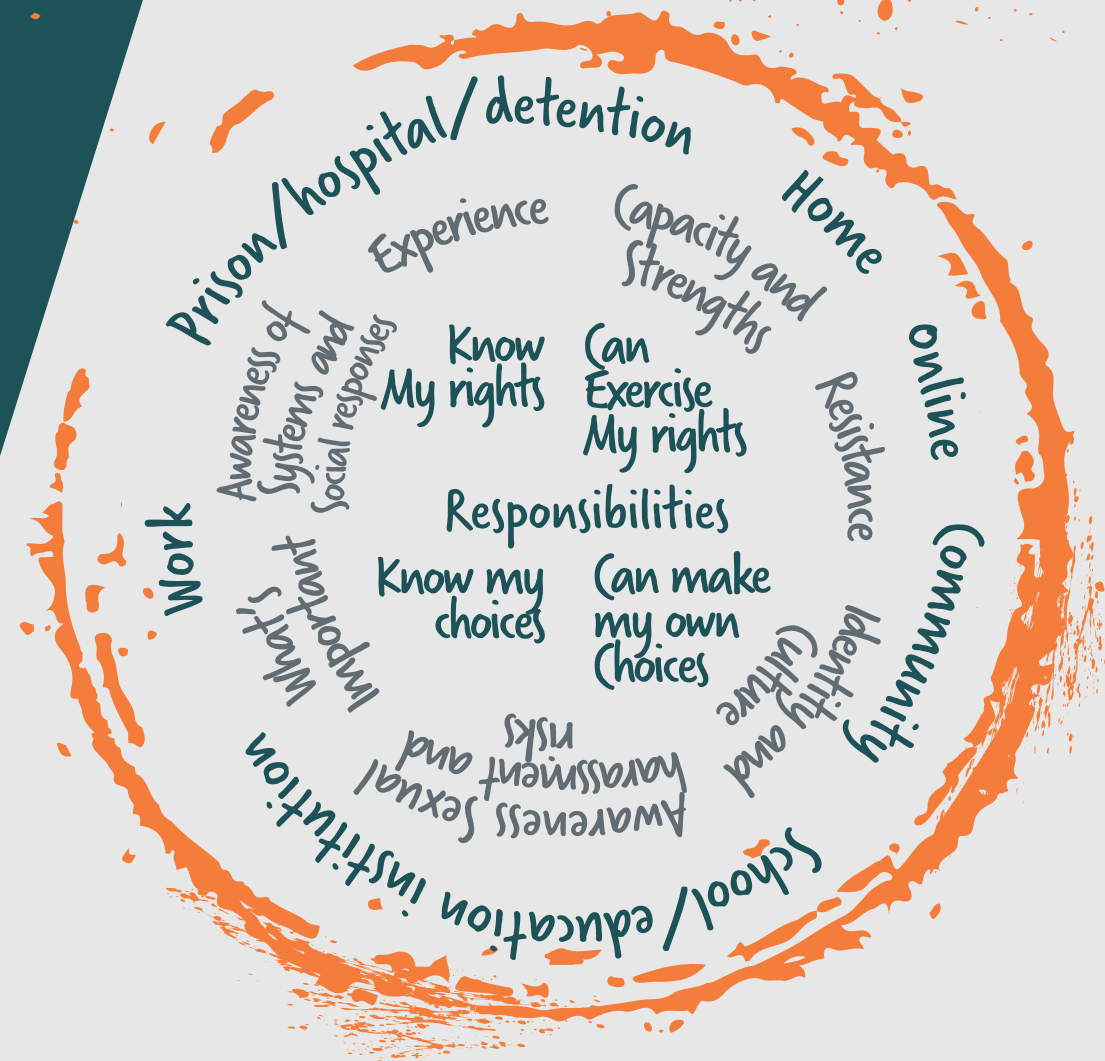 Prison/hospital/detention
Home
online
Community
School/education institution
Work
Experience
Capacity and
Strengths
Resistance
Identity and
Culture
Awareness Sexual
harassment and
risks
What's
Important
Awareness of
Systems and
Social responses
Know
My rights
Can
Exercise
My rights
Responsibilities
Know my
choices
Can make
my own
Choices